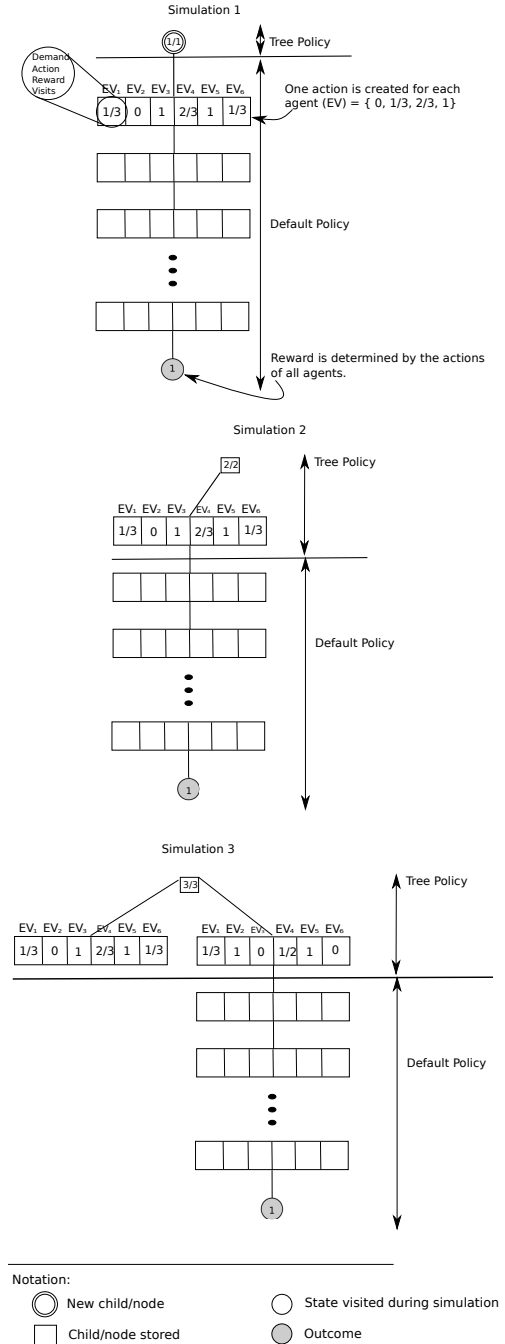 Simulation 1
1/1
Tree Policy
Demand
Action
Reward
Visits
EV₁ EV₂ EV₃ EV₄ EV₅ EV₆
1/3 0 1 2/3 1 1/3
One action is created for each
agent (EV) = { 0, 1/3, 2/3, 1}
Default Policy
1
Reward is determined by the actions
of all agents.
Simulation 2
2/2
Tree Policy
EV₁ EV₂ EV₃ EV₄ EV₅ EV₆
1/3 0 1 2/3 1 1/3
Default Policy
1
Simulation 3
3/3
Tree Policy
EV₁ EV₂ EV₃ EV₄ EV₅ EV₆
1/3 0 1 2/3 1 1/3
EV₁ EV₂ EV₃ EV₄ EV₅ EV₆
1/3 1 0 1/2 1 0
Default Policy
1
Notation:
New child/node
State visited during simulation
Child/node stored
Outcome